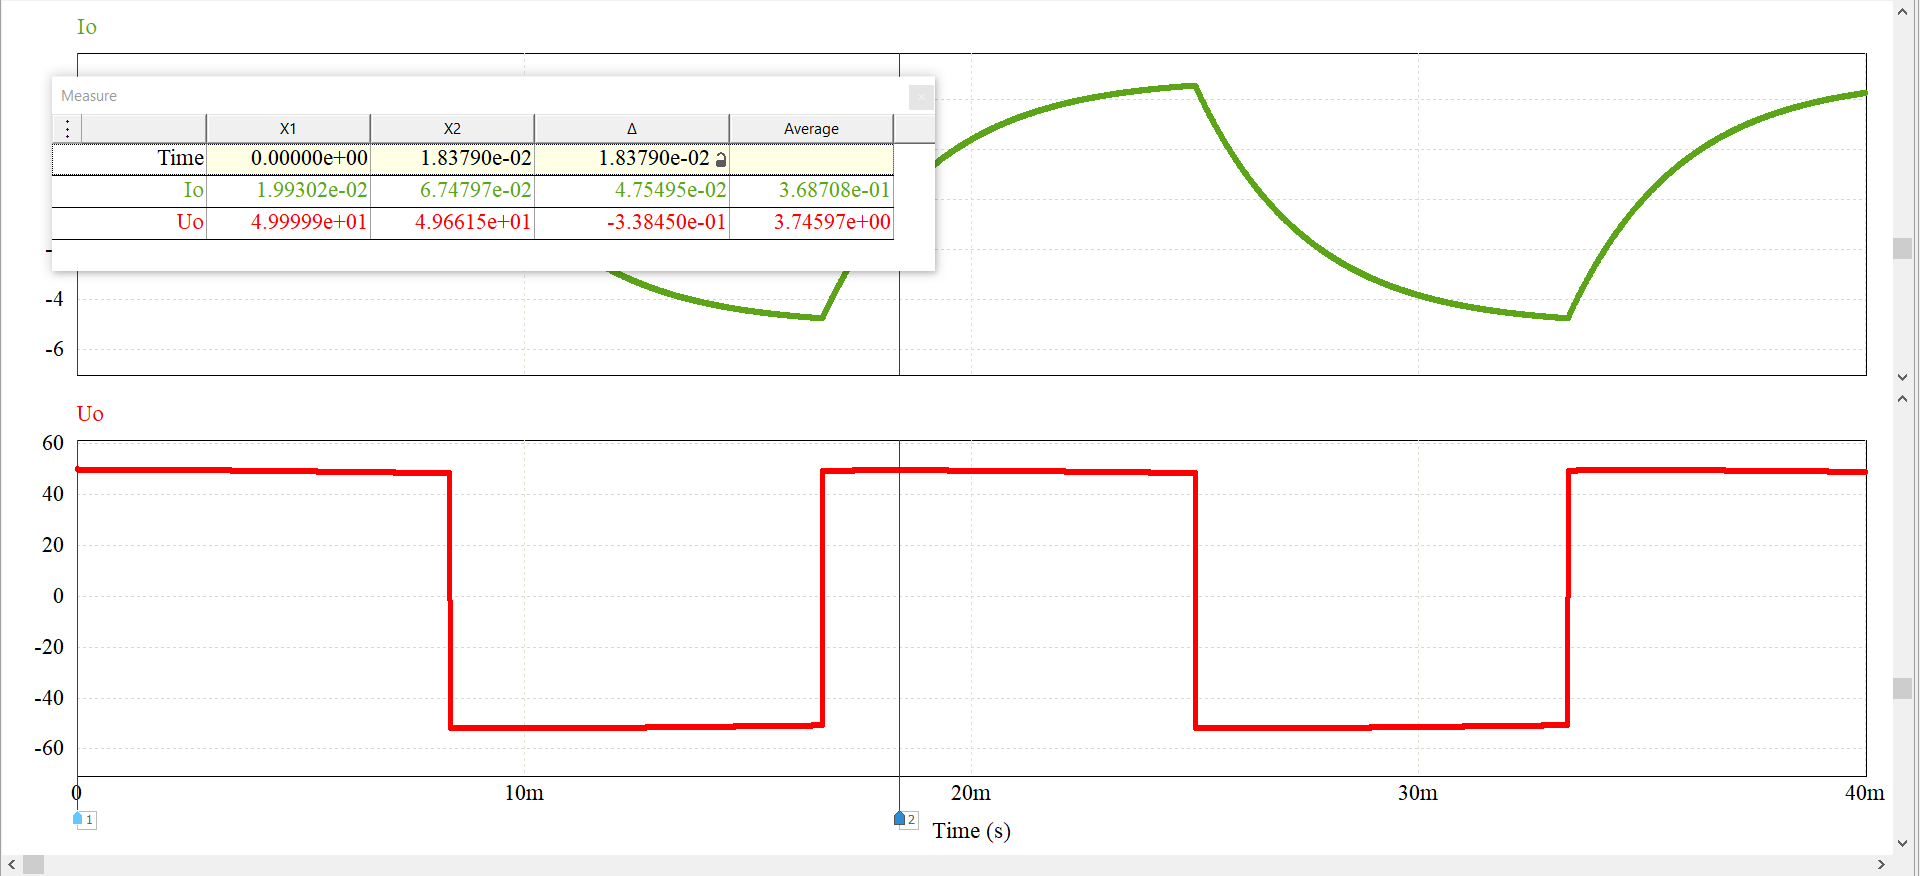 Io
Measure
X1 X2 Δ Average
Time 0.00000e+00 1.83790e-02 1.83790e-02
Io 1.99302e-02 6.74797e-02 4.75495e-02 3.68708e-01
Uo 4.99999e+01 4.96615e+01 -3.38450e-01 3.74597e+00
-4
-6
Uo
60
40
20
0
-20
-40
-60
0 10m 20m 30m 40m
1 2
Time (s)